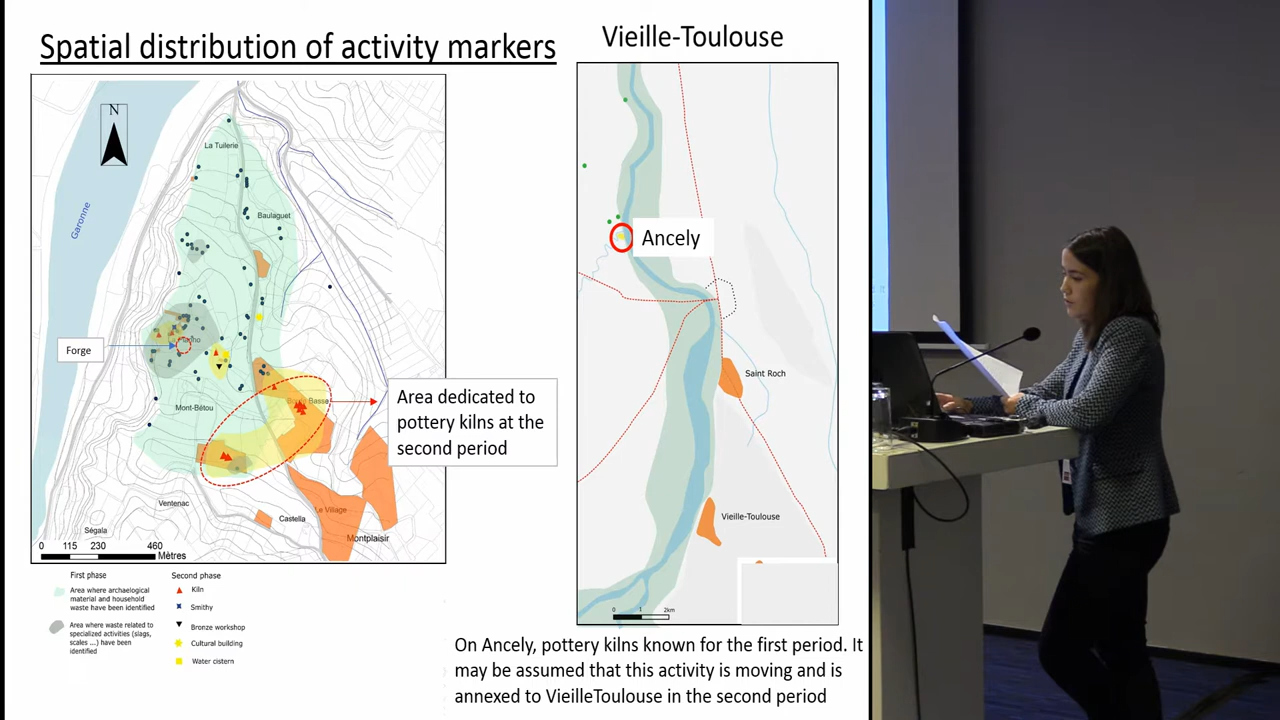 Spatial distribution of activity markers
Vieille-Toulouse
N
La Tuilerie
Garonne
Baulaguet
Ancely
Forge
Mont-Bétou
Area dedicated to
pottery kilns at the
second period
Saint Roch
Vieille-Toulouse
Ventenac
Castella
Le Village
Montplaisir
Ségala
0 115 230 460
Mètres
0 1 2km
First phase
Area where archaelogical
material and household
waste have been identified
Area where waste related to
specialized activities (slags,
scales ...) have been
identified
Second phase
Kiln
Smithy
Bronze workshop
Cultural building
Water cistern
On Ancely, pottery kilns known for the first period. It
may be assumed that this activity is moving and is
annexed to VieilleToulouse in the second period